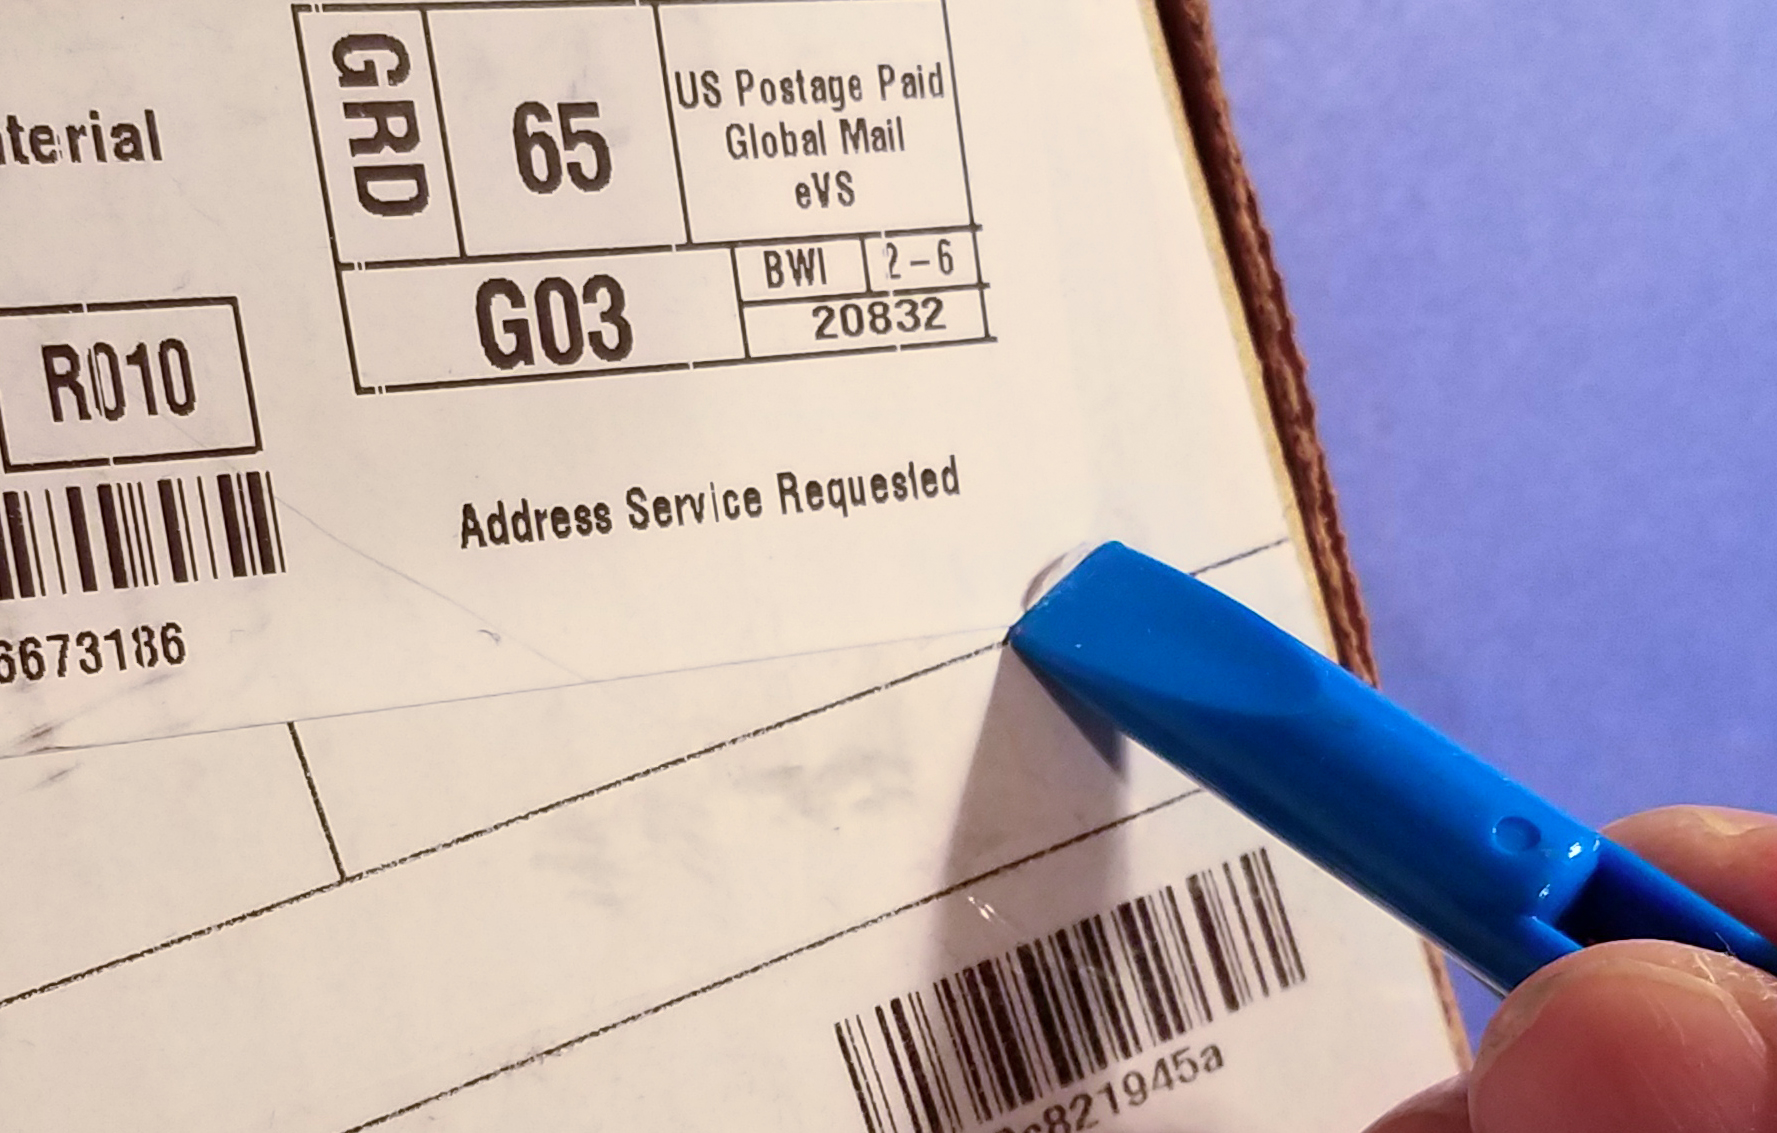 GRD
65
US Postage Paid
Global Mail
eVS
BWI
2-6
G03
20832
R010
Address Service Requested
6673186
821945a